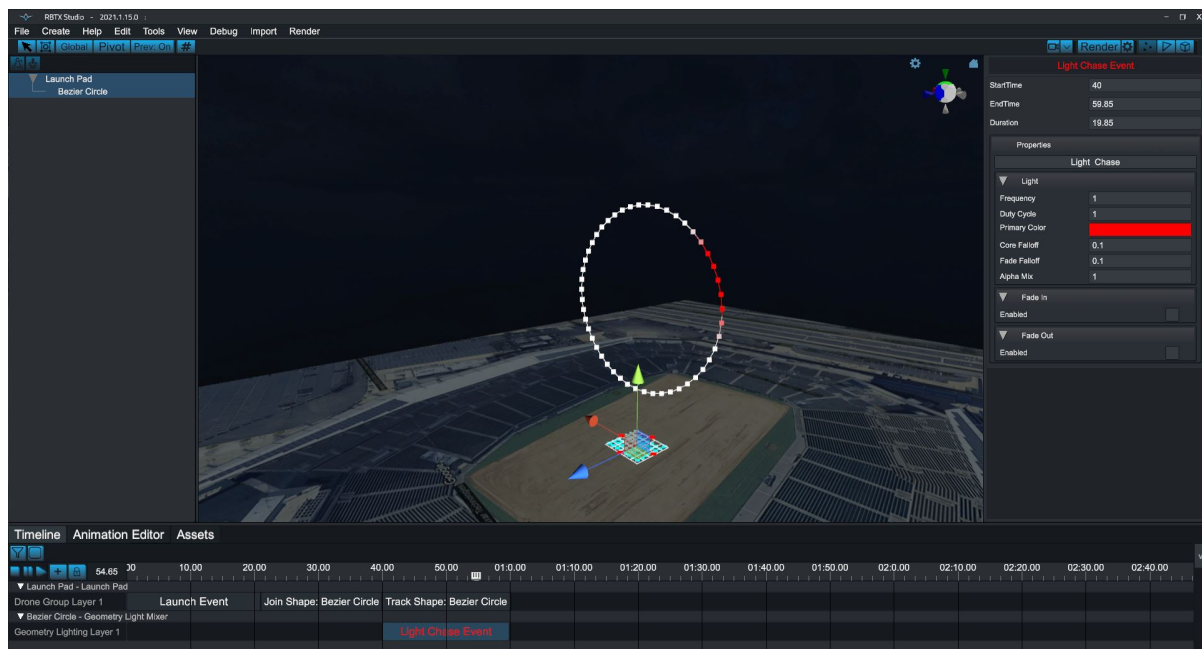 RBTX Studio - 2021.1.15.0 :
File Create Help Edit Tools View Debug Import Render
Global Pivot Prev: On # Render
Launch Pad
Bezier Circle
Light Chase Event
StartTime 40
EndTime 59.85
Duration 19.85
Properties
Light Chase
Light
Frequency 1
Duty Cycle 1
Primary Color
Core Falloff 0.1
Fade Falloff 0.1
Alpha Mix 1
Fade In
Enabled
Fade Out
Enabled
Timeline Animation Editor Assets
54.65 00 10.00 20.00 30.00 40.00 50.00 01:0.00 01:10.00 01:20.00 01:30.00 01:40.00 01:50.00 02:0.00 02:10.00 02:20.00 02:30.00 02:40.00
Launch Pad - Launch Pad
Drone Group Layer 1 Launch Event Join Shape: Bezier Circle Track Shape: Bezier Circle
Bezier Circle - Geometry Light Mixer
Geometry Lighting Layer 1 Light Chase Event